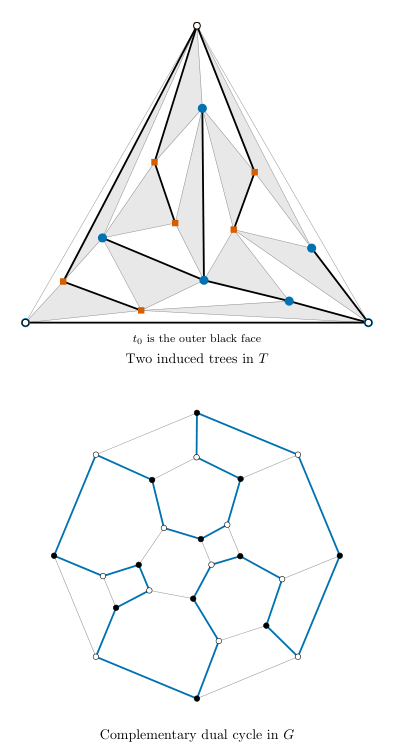 t₀ is the outer black face
Two induced trees in T
Complementary dual cycle in G